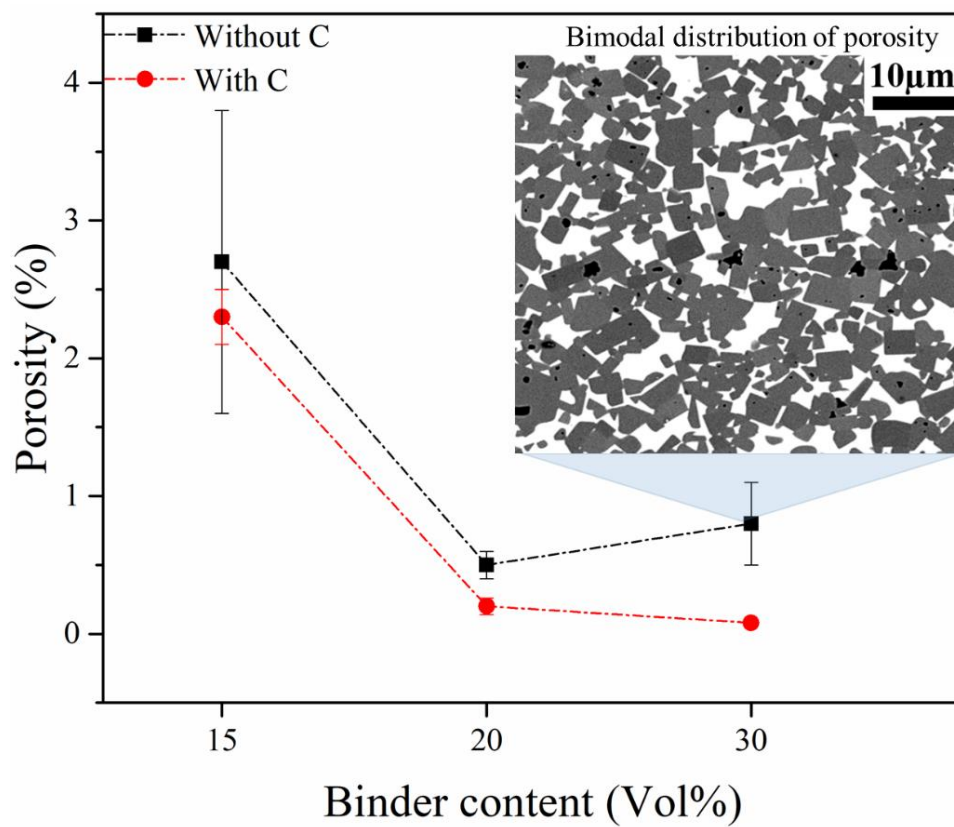 Without C
With C
Bimodal distribution of porosity
10µm
4
3
2
1
0
Porosity (%)
15
20
30
Binder content (Vol%)